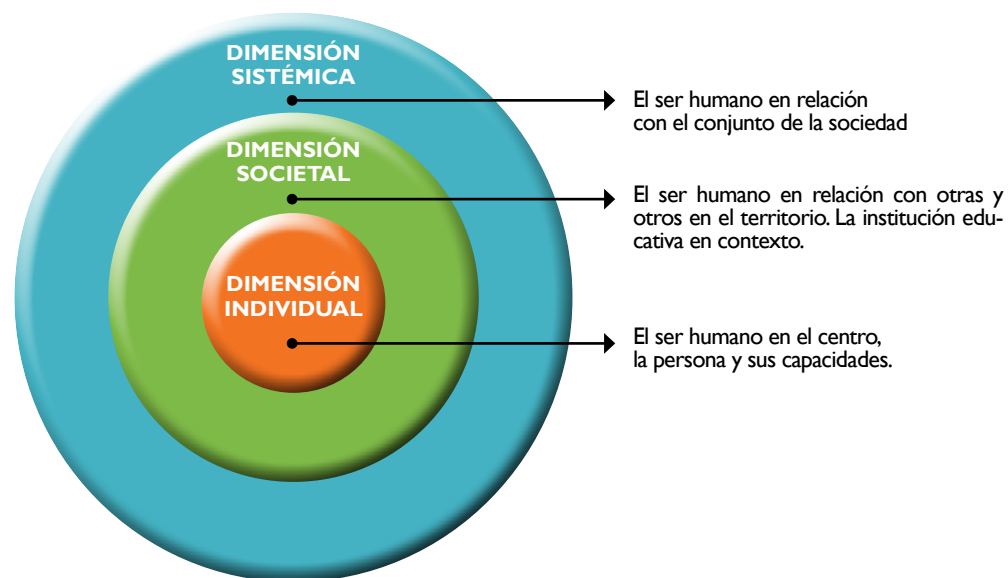 DIMENSIÓN
SISTÉMICA
El ser humano en relación
con el conjunto de la sociedad
DIMENSIÓN
SOCIETAL
El ser humano en relación con otras y
otros en el territorio. La institución edu-
cativa en contexto.
DIMENSIÓN
INDIVIDUAL
El ser humano en el centro,
la persona y sus capacidades.